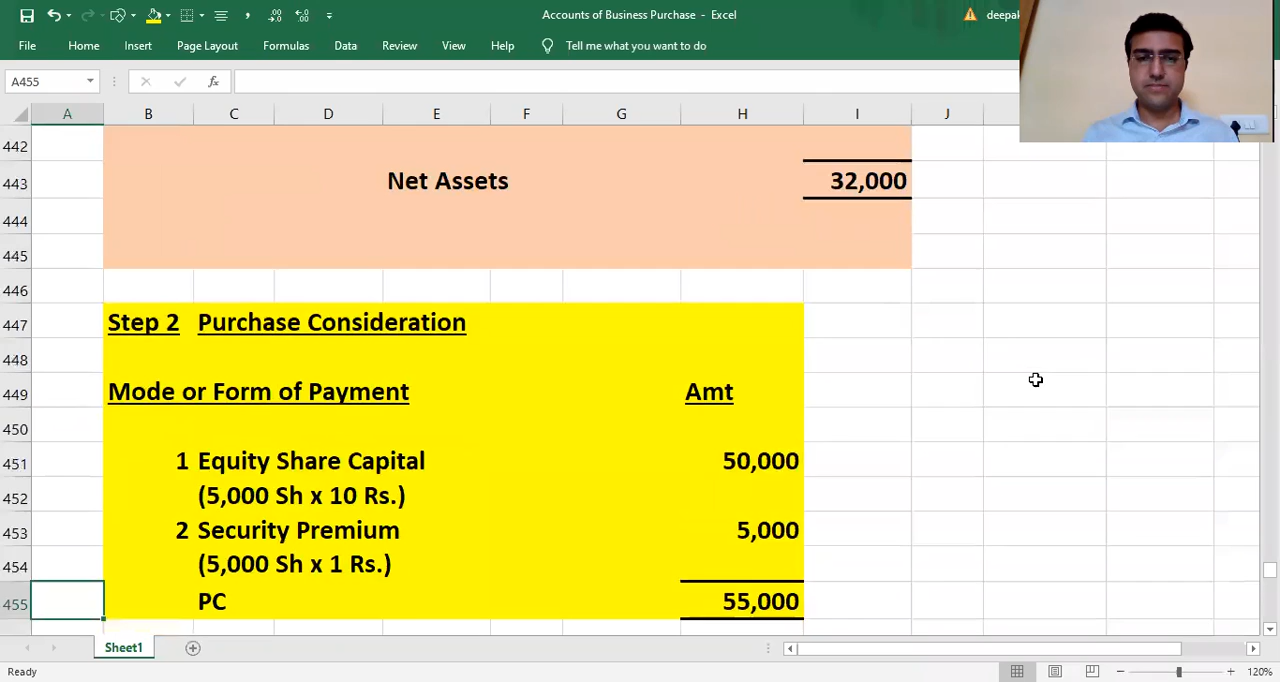 Accounts of Business Purchase - Excel
File Home Insert Page Layout Formulas Data Review View Help Tell me what you want to do
A455 fx
A B C D E F G H I J
442
443 Net Assets 32,000
444
445
446
447 Step 2 Purchase Consideration
448
449 Mode or Form of Payment Amt
450
451 1 Equity Share Capital 50,000
452 (5,000 Sh x 10 Rs.)
453 2 Security Premium 5,000
454 (5,000 Sh x 1 Rs.)
455 PC 55,000
Sheet1
Ready 120%